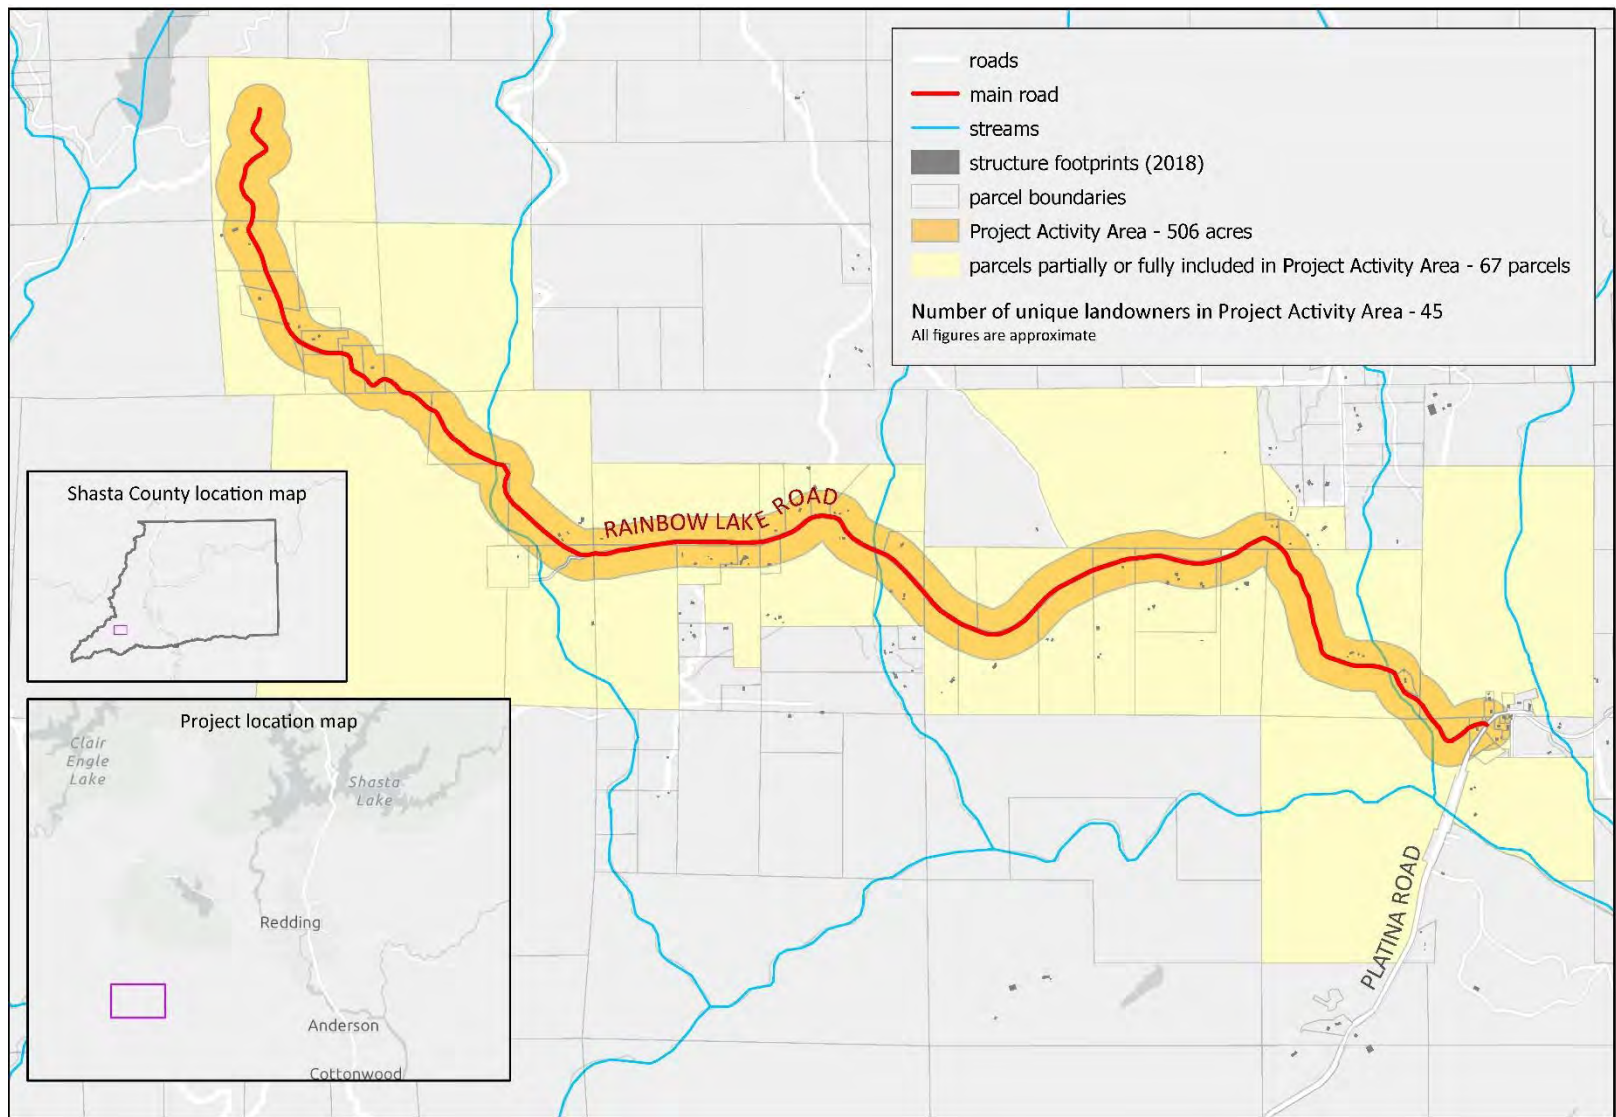 roads
main road
streams
structure footprints (2018)
parcel boundaries
Project Activity Area - 506 acres
parcels partially or fully included in Project Activity Area - 67 parcels
Number of unique landowners in Project Activity Area - 45
All figures are approximate
RAINBOW LAKE ROAD
Shasta County location map
Project location map
Clair
Engle
Lake
Shasta
Lake
Redding
Anderson
Cottonwood
PLATINA ROAD